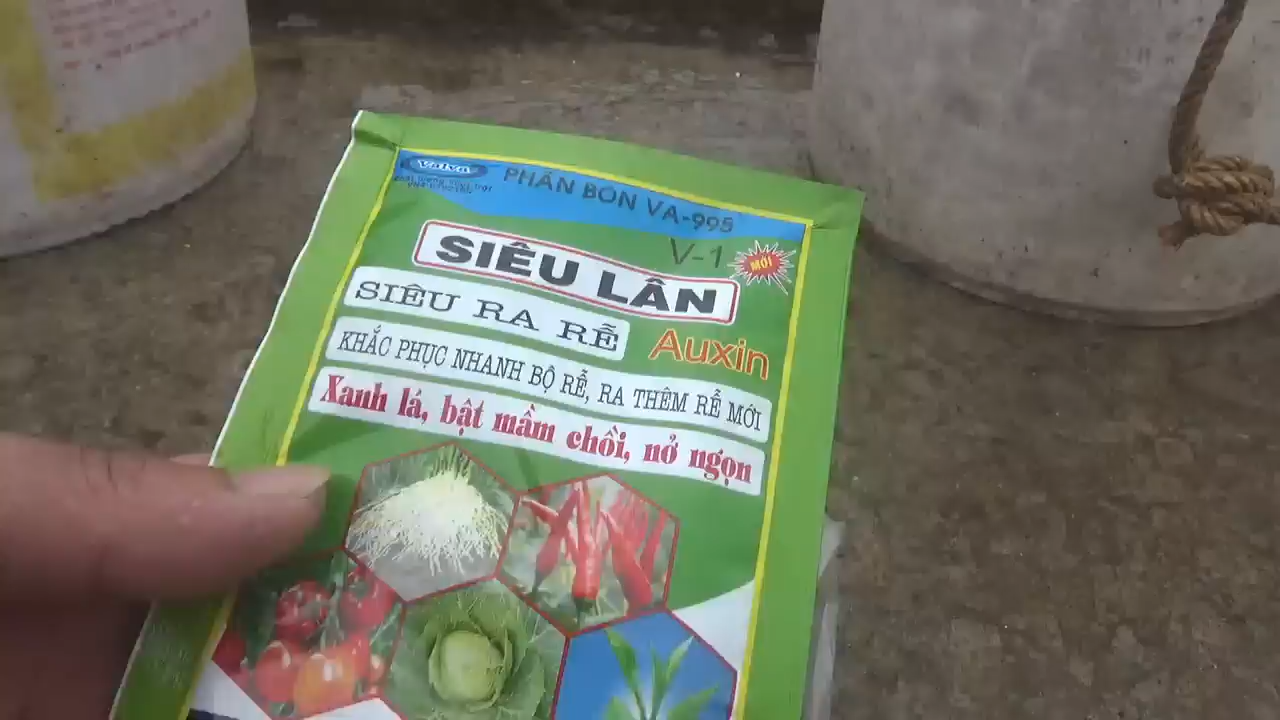 Valva
PHÂN BÓN VA-995
V-1
MỚI
SIÊU LÂN
SIÊU RA RỄ
Auxin
KHẮC PHỤC NHANH BỘ RỄ, RA THÊM RỄ MỚI
Xanh lá, bật mầm chồi, nở ngọn